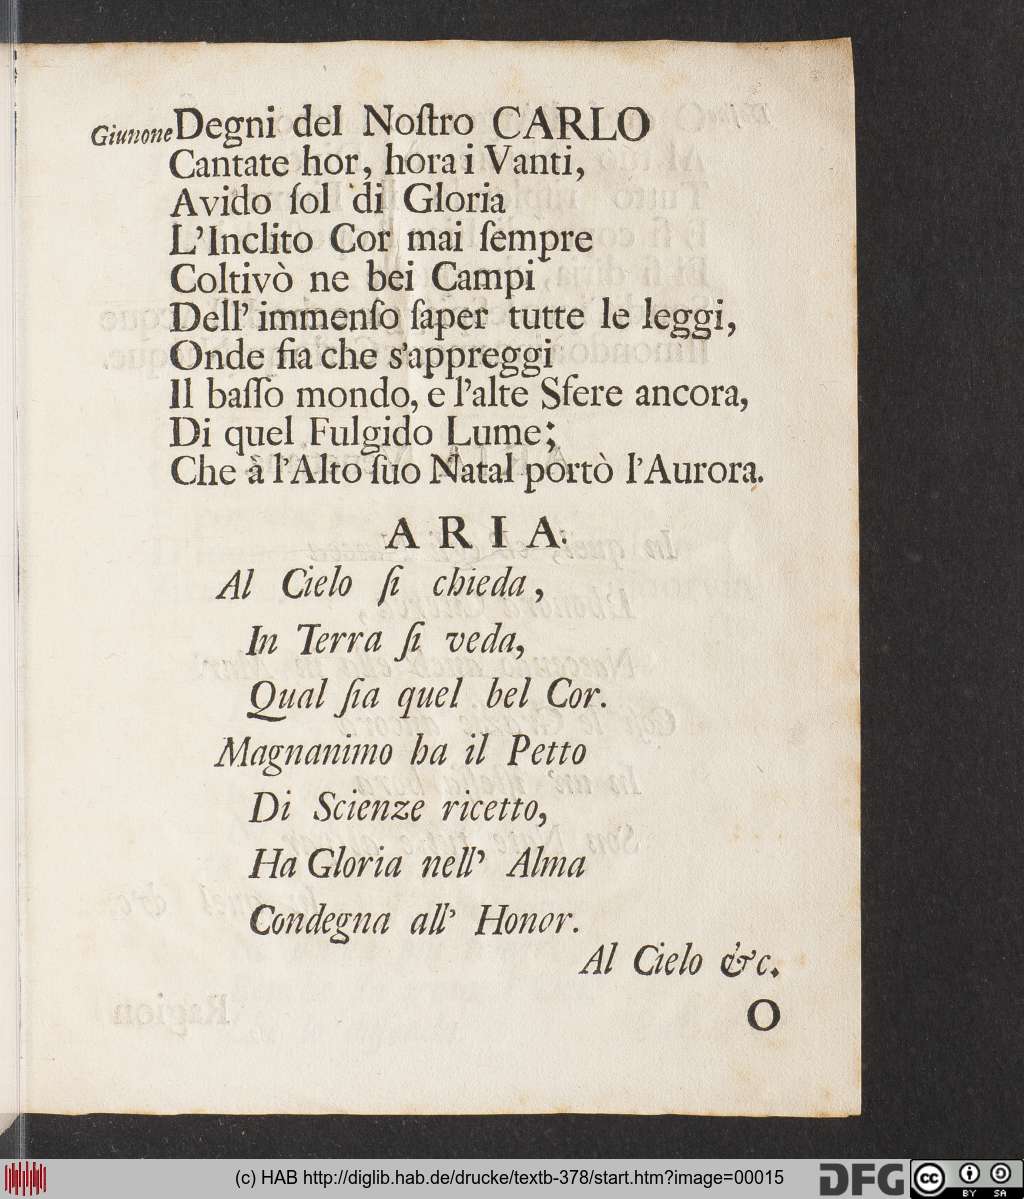 Giunone Degni del Noſtro CARLO
Cantate hor, hora i Vanti,
Avido ſol di Gloria
L'Inclito Cor mai ſempre
Coltivò ne bei Campi
Dell' immenſo ſaper tutte le leggi,
Onde fia che s'appreggi
Il baſſo mondo, e l'alte Sfere ancora,
Di quel Fulgido Lume;
Che à l'Alto ſuo Natal portò l'Aurora.
ARIA.
Al Cielo ſi chieda,
In Terra ſi veda,
Qual ſia quel bel Cor.
Magnanimo ha il Petto
Di Scienze ricetto,
Ha Gloria nell' Alma
Condegna all' Honor.
Al Cielo &c.
O
(c) HAB http://diglib.hab.de/drucke/textb-378/start.htm?image=00015
DFG
cc
BY SA